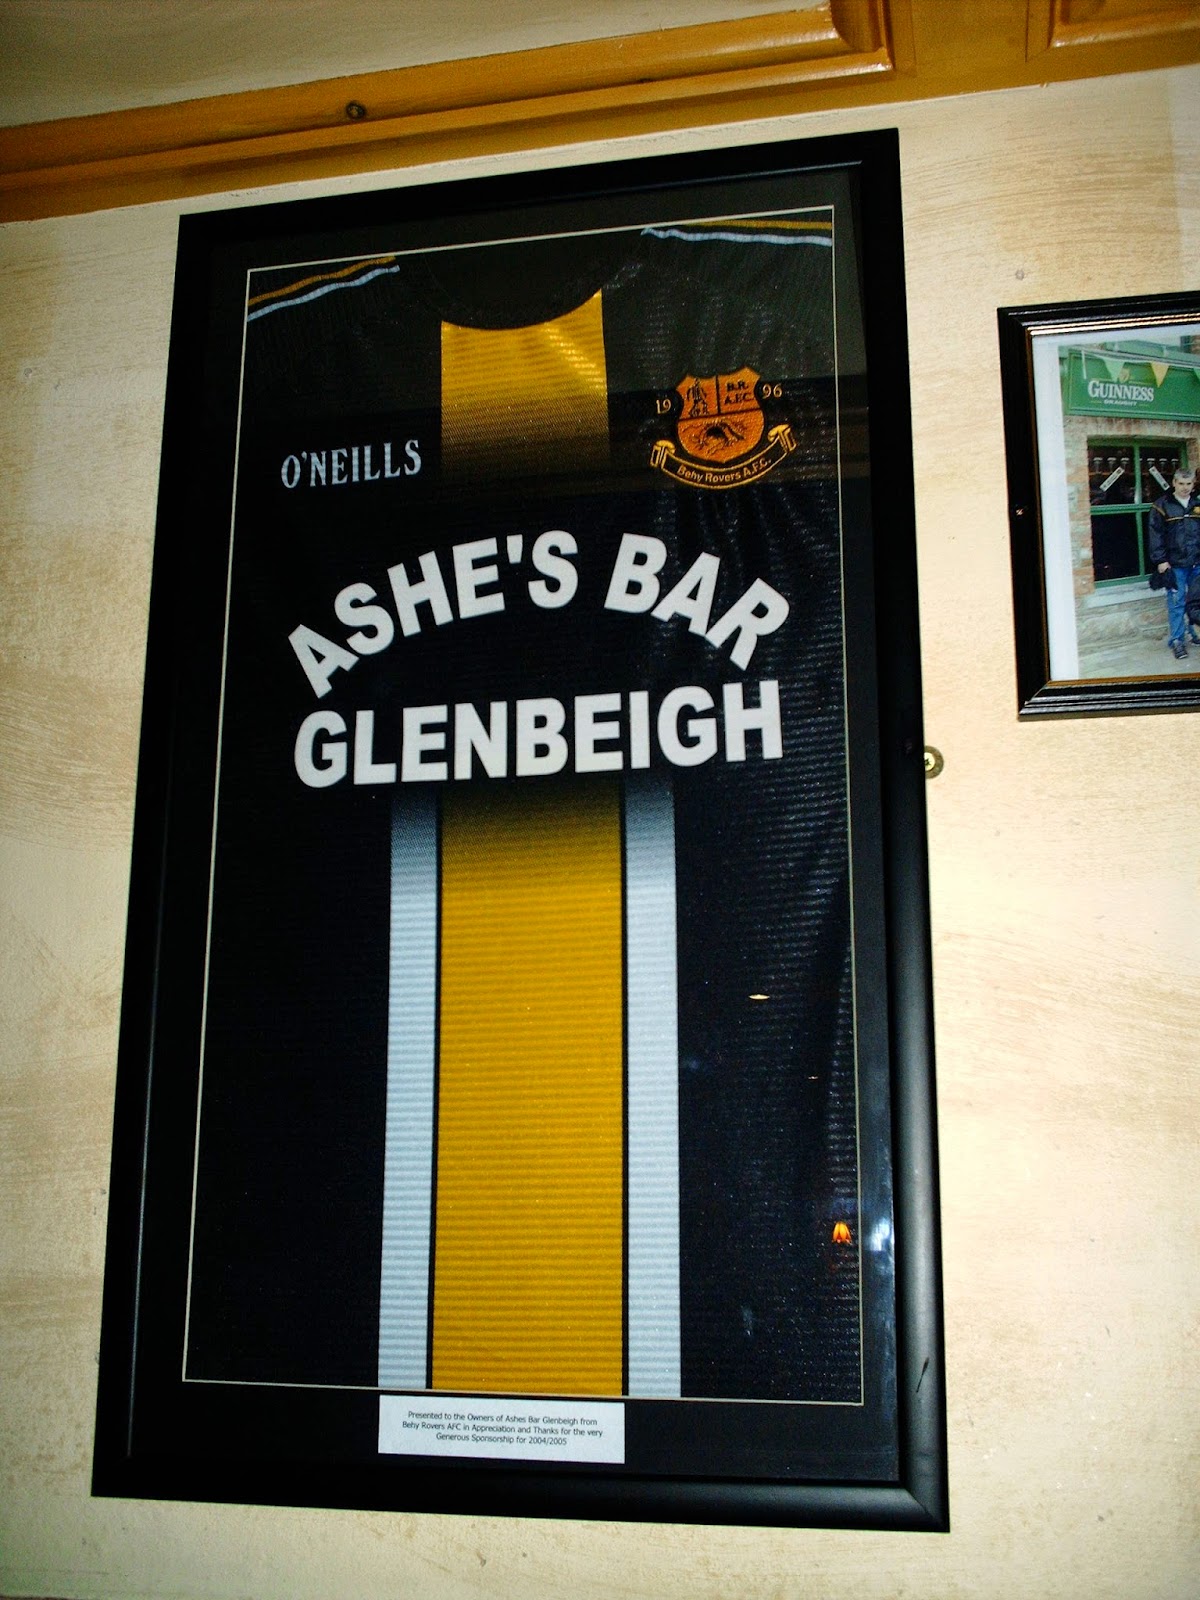 O'NEILLS
19 96
B.R.
A.F.C.
Behy Rovers A.F.C.
ASHE'S BAR
GLENBEIGH
Presented to the Owners of Ashes Bar Glenbeigh from
Behy Rovers AFC in Appreciation and Thanks for the very
Generous Sponsorship for 2004/2005
GUINNESS
DRAUGHT